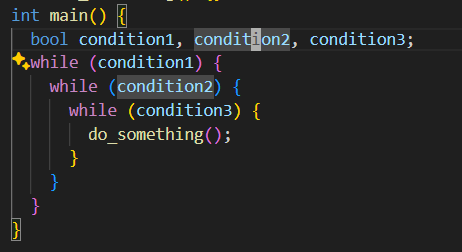 int main() {
  bool condition1, condition2, condition3;
  while (condition1) {
    while (condition2) {
      while (condition3) {
        do_something();
      }
    }
  }
}